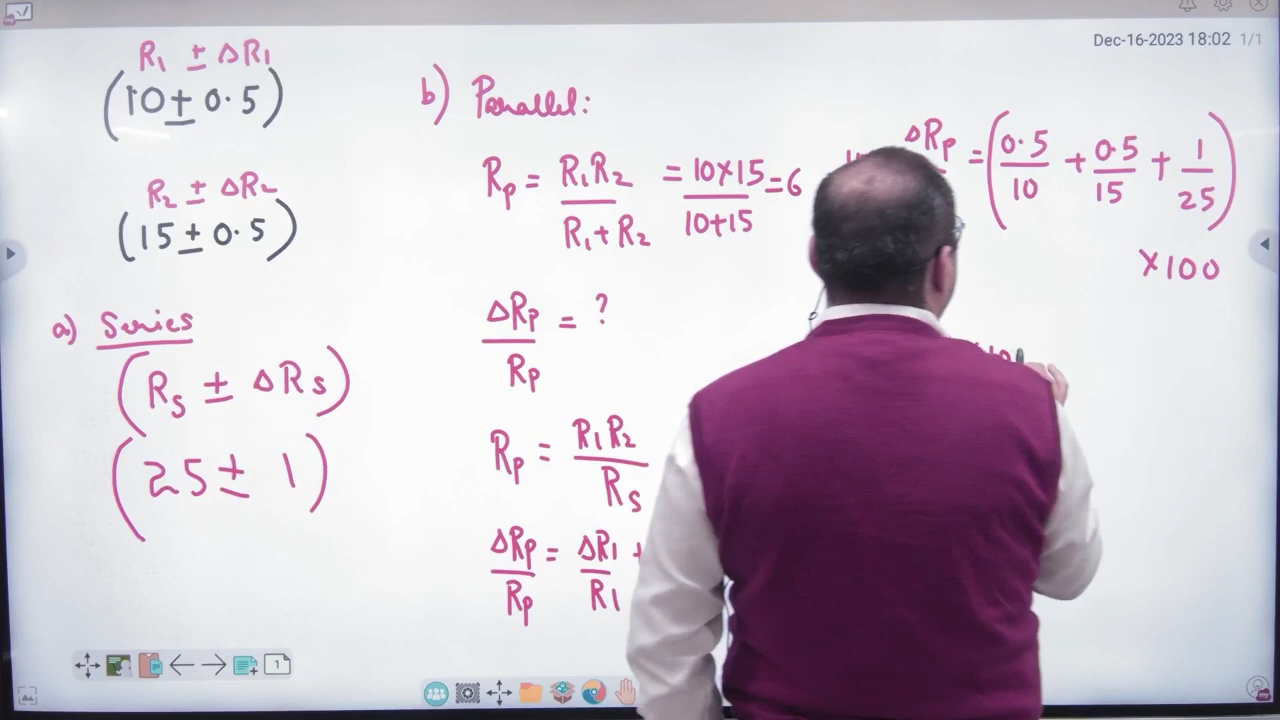 Dec-16-2023 18:02 1/1
R₁ ± ΔR₁
(10 ± 0.5)
R₂ ± ΔR₂
(15 ± 0.5)
a) Series
(Rs ± ΔRs)
(25 ± 1)
b) Parallel:
Rp = R₁R₂ / R₁+R₂ = 10×15 / 10+15 = 6
ΔRp / Rp = ?
Rp = R₁R₂ / Rs
ΔRp / Rp = ΔR₁ / R₁ +
ΔRp = (0.5/10 + 0.5/15 + 1/25)
×100
1